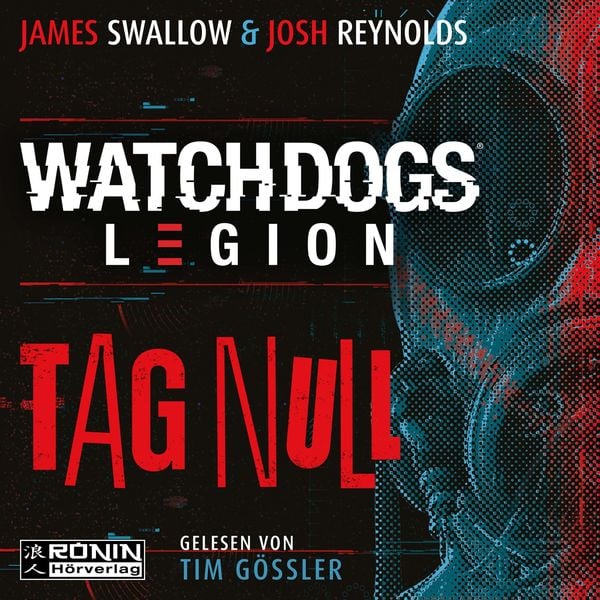 JAMES SWALLOW & JOSH REYNOLDS
WATCH DOGS®
LEGION
TAG NULL
GELESEN VON
TIM GÖSSLER
浪人 RONIN
Hörverlag